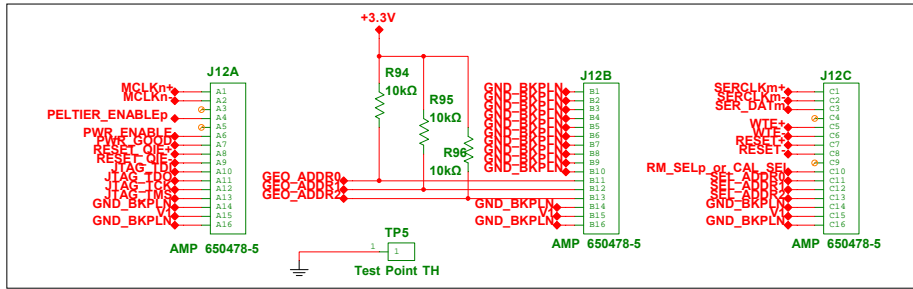 +3.3V
J12A
MCLKn+ A1
MCLKn- A2
A3
PELTIER_ENABLEp A4
A5
PWR_ENABLE A6
PWR_GOOD A7
RESET_QIE+ A8
RESET_QIE- A9
JTAG_TDI A10
JTAG_TDO A11
JTAG_TCK A12
JTAG_TMS A13
GND_BKPLN A14
V1 A15
GND_BKPLN A16
AMP 650478-5
R94
10kΩ
R95
10kΩ
R96
10kΩ
GEO_ADDR0
GEO_ADDR1
GEO_ADDR2
J12B
GND_BKPLN B1
GND_BKPLN B2
GND_BKPLN B3
GND_BKPLN B4
GND_BKPLN B5
GND_BKPLN B6
GND_BKPLN B7
GND_BKPLN B8
GND_BKPLN B9
GND_BKPLN B10
B11
B12
B13
GND_BKPLN B14
V1 B15
GND_BKPLN B16
AMP 650478-5
TP5
1 1
Test Point TH
J12C
SERCLKm+ C1
SERCLKm- C2
SER_DATm C3
C4
WTE+ C5
WTE- C6
RESET+ C7
RESET- C8
C9
RM_SELp_or_CAL_SEL C10
SEL_ADDR0 C11
SEL_ADDR1 C12
SEL_ADDR2 C13
GND_BKPLN C14
V1 C15
GND_BKPLN C16
AMP 650478-5